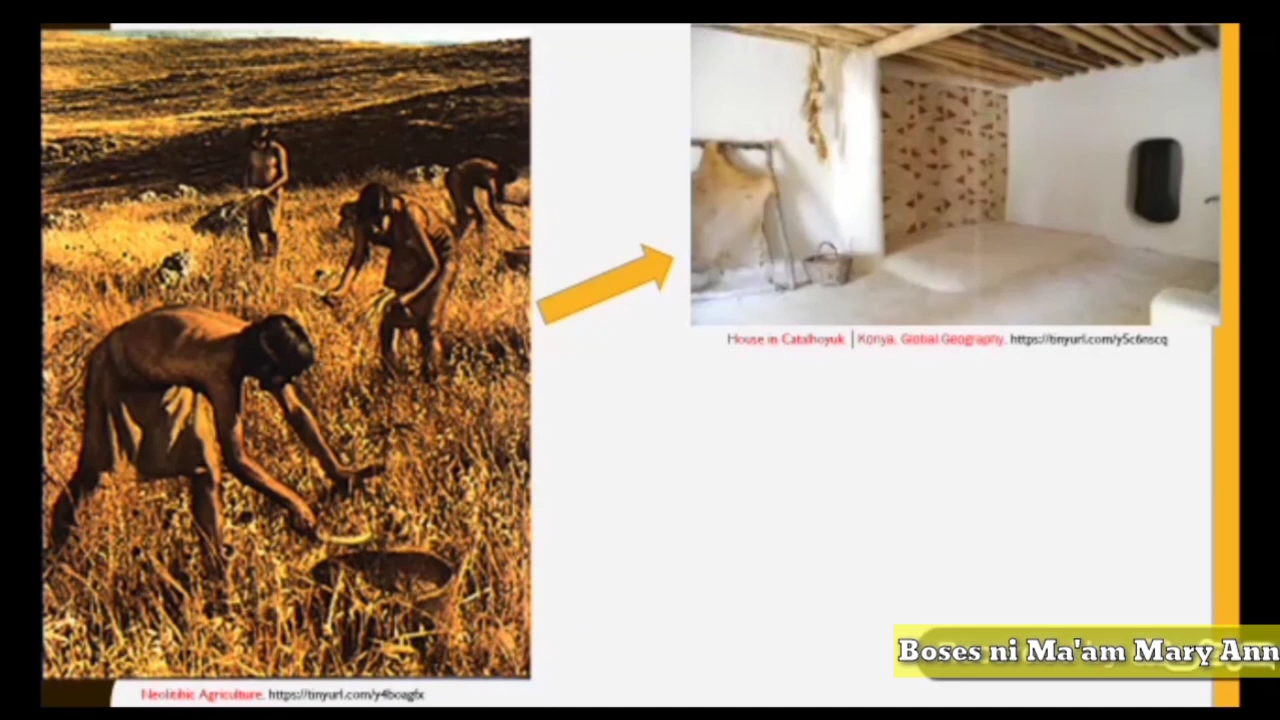 House in Catalhoyuk | Konya, Global Geography, https://tinyurl.com/y5c6nscq
Boses ni Ma'am Mary Ann
Neolitihic Agriculture, https://tinyurl.com/y4boagfx